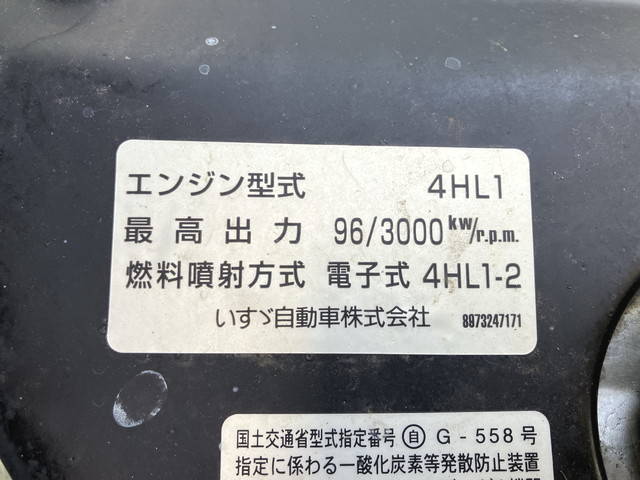 エンジン型式 4HL1
最高出力 96/3000kw/r.p.m.
燃料噴射方式 電子式 4HL1-2
いすゞ自動車株式会社 8973247171
国土交通省型式指定番号 自 G-558号
指定に係わる一酸化炭素等発散防止装置